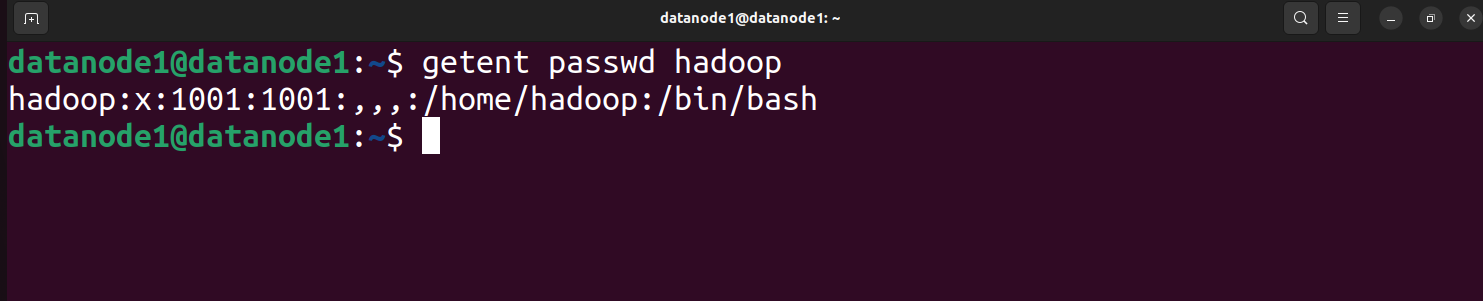 datanode1@datanode1: ~
datanode1@datanode1:~$ getent passwd hadoop
hadoop:x:1001:1001:,,,:/home/hadoop:/bin/bash
datanode1@datanode1:~$